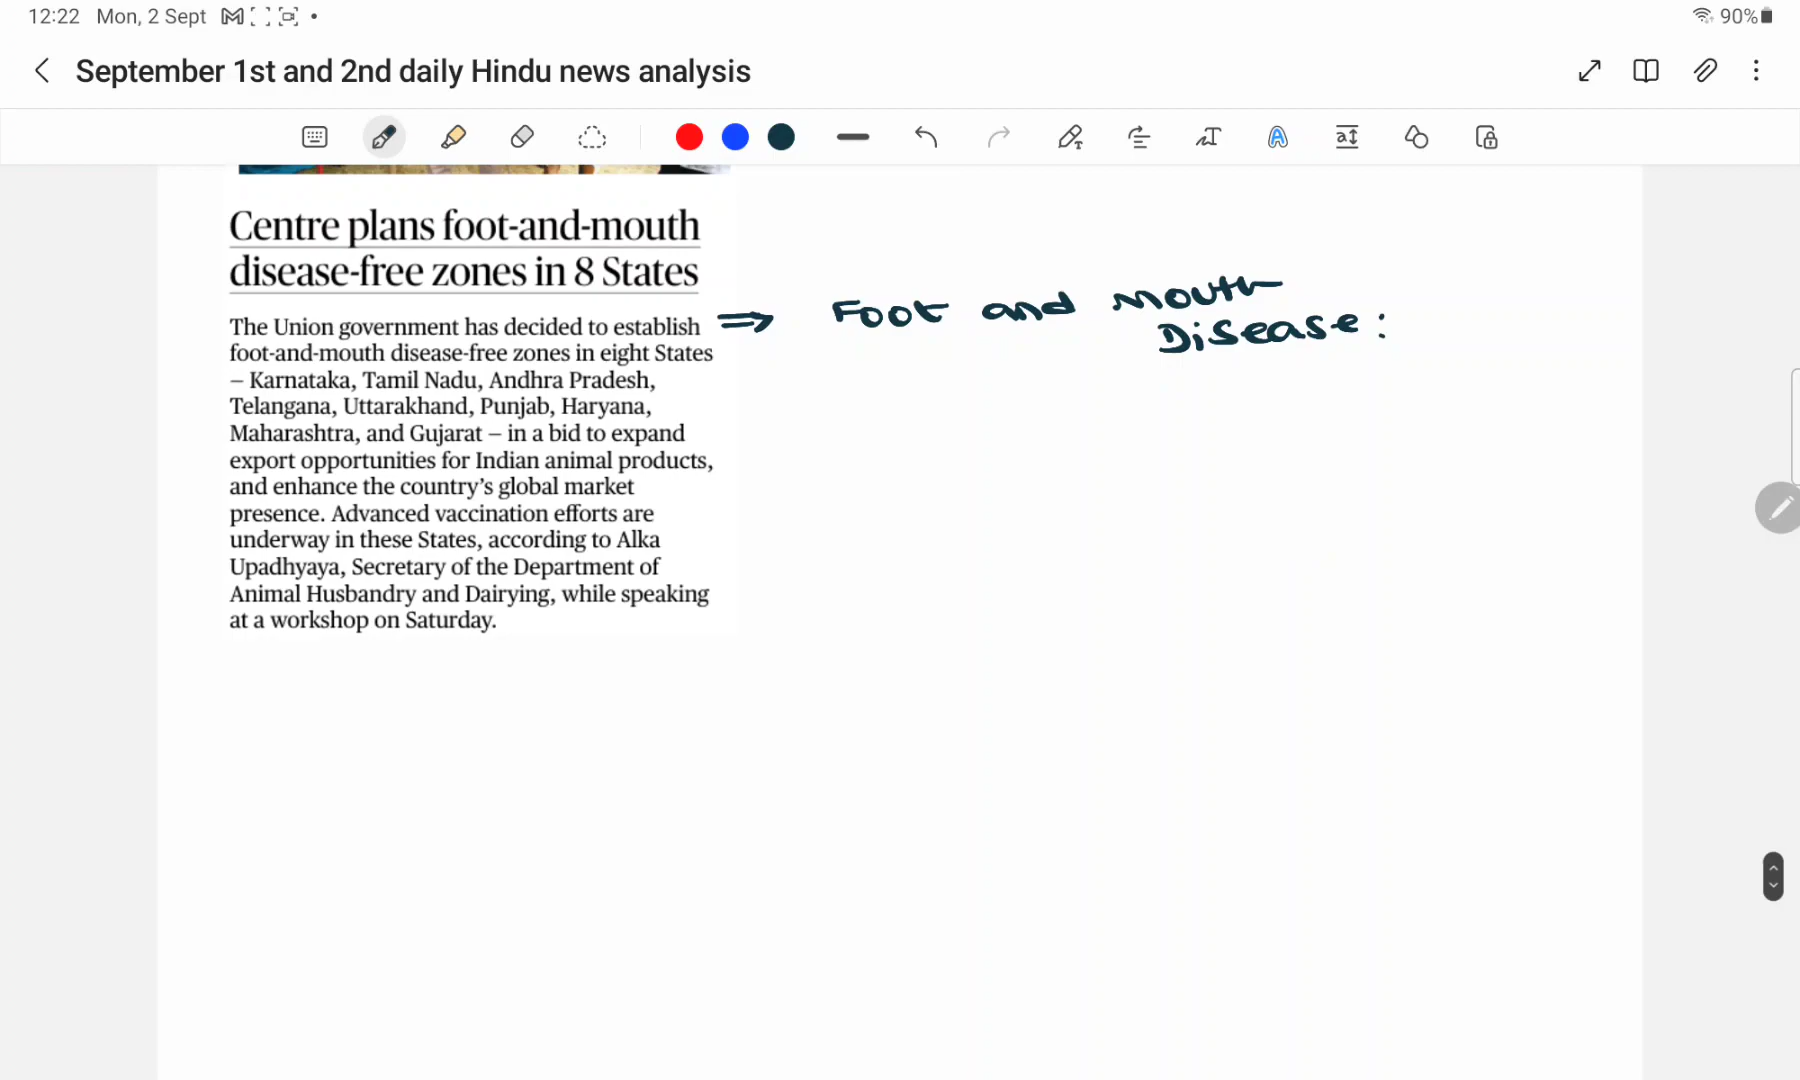 12:22 Mon, 2 Sept
90%
September 1st and 2nd daily Hindu news analysis
Centre plans foot-and-mouth
disease-free zones in 8 States
The Union government has decided to establish
foot-and-mouth disease-free zones in eight States
– Karnataka, Tamil Nadu, Andhra Pradesh,
Telangana, Uttarakhand, Punjab, Haryana,
Maharashtra, and Gujarat – in a bid to expand
export opportunities for Indian animal products,
and enhance the country's global market
presence. Advanced vaccination efforts are
underway in these States, according to Alka
Upadhyaya, Secretary of the Department of
Animal Husbandry and Dairying, while speaking
at a workshop on Saturday.
⇒ Foot and Mouth
Disease: